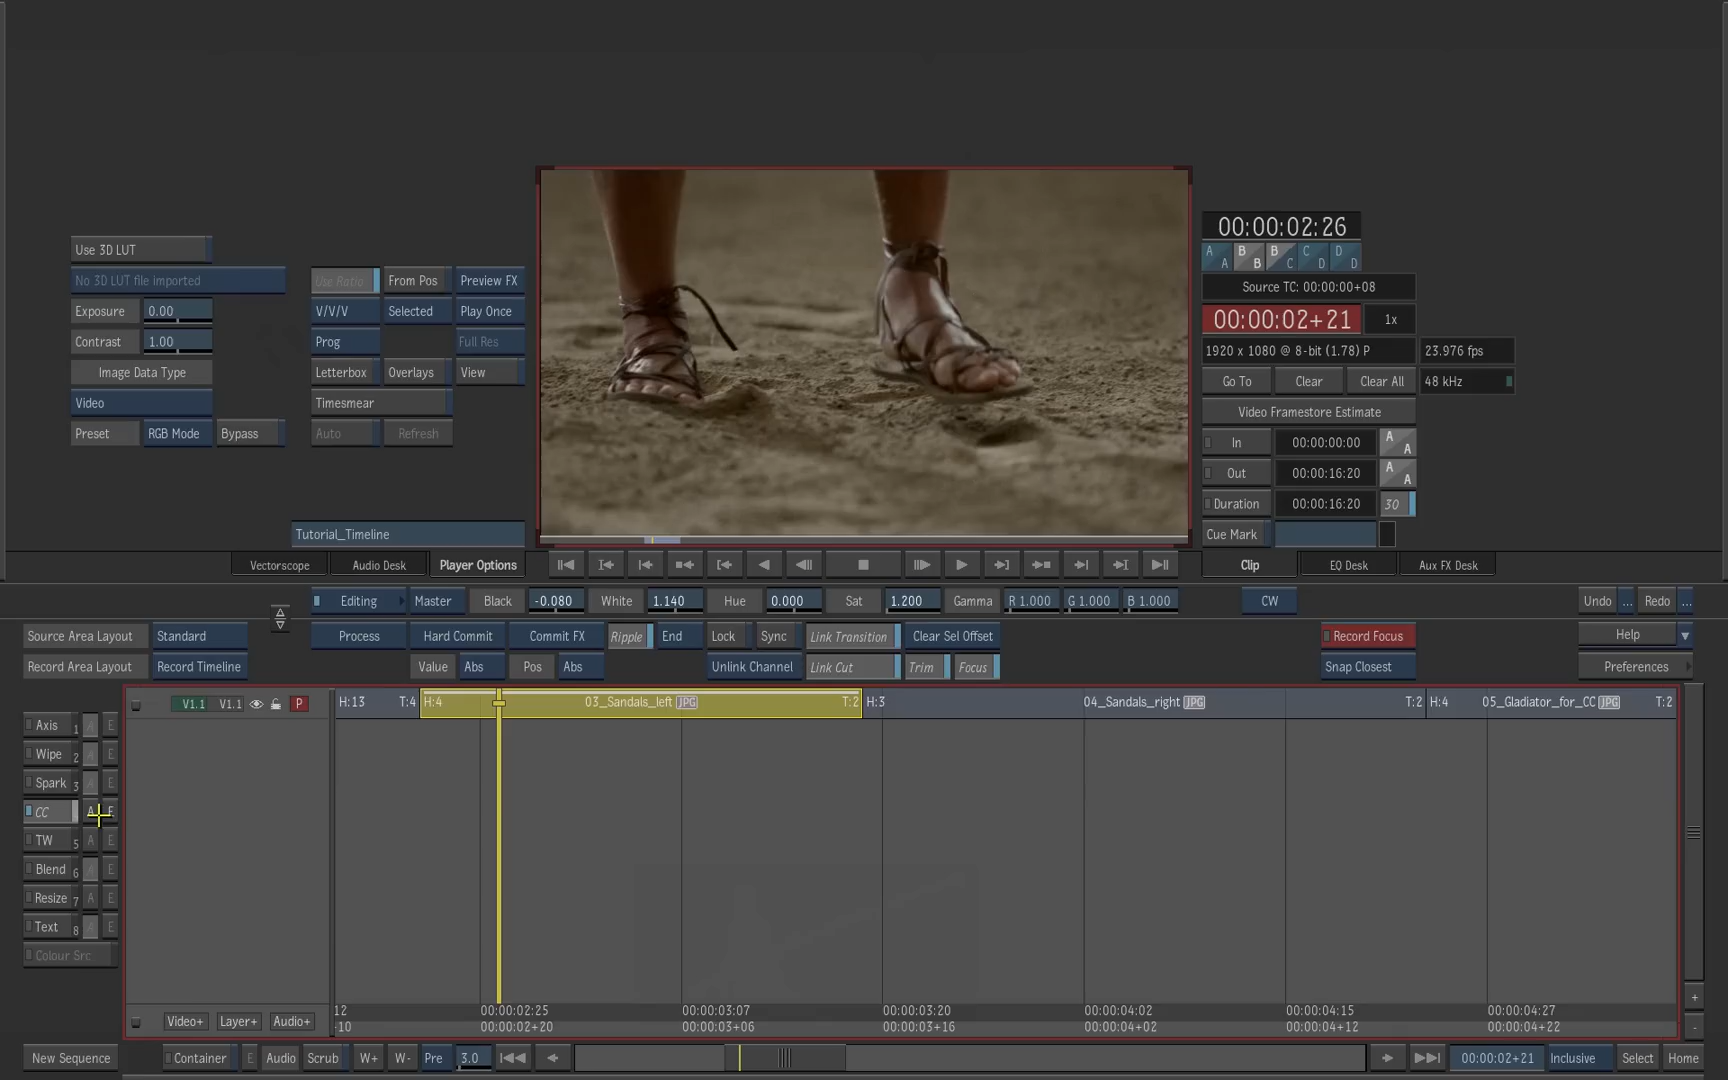 00:00:02:26
A A B B B C C D D D
Use 3D LUT
Source TC: 00:00:00+08
No 3D LUT file imported
Use Ratio From Pos Preview FX
Exposure 0.00
V/V/V Selected Play Once
00:00:02+21 1x
Contrast 1.00
Prog Full Res
1920 x 1080 @ 8-bit (1.78) P 23.976 fps
Image Data Type
Letterbox Overlays View
Go To Clear Clear All 48 kHz
Video
Timesmear
Video Framestore Estimate
Preset RGB Mode Bypass
Auto Refresh
In 00:00:00:00 A A
Out 00:00:16:20 A A
Duration 00:00:16:20 30
Tutorial_Timeline
Cue Mark
Vectorscope Audio Desk Player Options
Clip EQ Desk Aux FX Desk
Editing Master Black -0.080 White 1.140 Hue 0.000 Sat 1.200 Gamma R 1.000 G 1.000 B 1.000 CW Undo ... Redo ...
Source Area Layout Standard Process Hard Commit Commit FX Ripple End Lock Sync Link Transition Clear Sel Offset Record Focus Help
Record Area Layout Record Timeline Value Abs Pos Abs Unlink Channel Link Cut Trim Focus Snap Closest Preferences
V1.1 V1.1 P H:13 T:4 H:4 03_Sandals_left JPG T:2 H:3 04_Sandals_right JPG T:2 H:4 05_Gladiator_for_CC JPG T:2
Axis 1 A E
Wipe 2 A E
Spark 3 A E
CC A E
TW 5 A E
Blend 6 A E
Resize 7 A E
Text 8 A E
Colour Src
12 00:00:02:25 00:00:03:07 00:00:03:20 00:00:04:02 00:00:04:15 00:00:04:27
-10 00:00:02+20 00:00:03+06 00:00:03+16 00:00:04+02 00:00:04+12 00:00:04+22
Video+ Layer+ Audio+
+
-
New Sequence Container E Audio Scrub W+ W- Pre 3.0 00:00:02+21 Inclusive Select Home